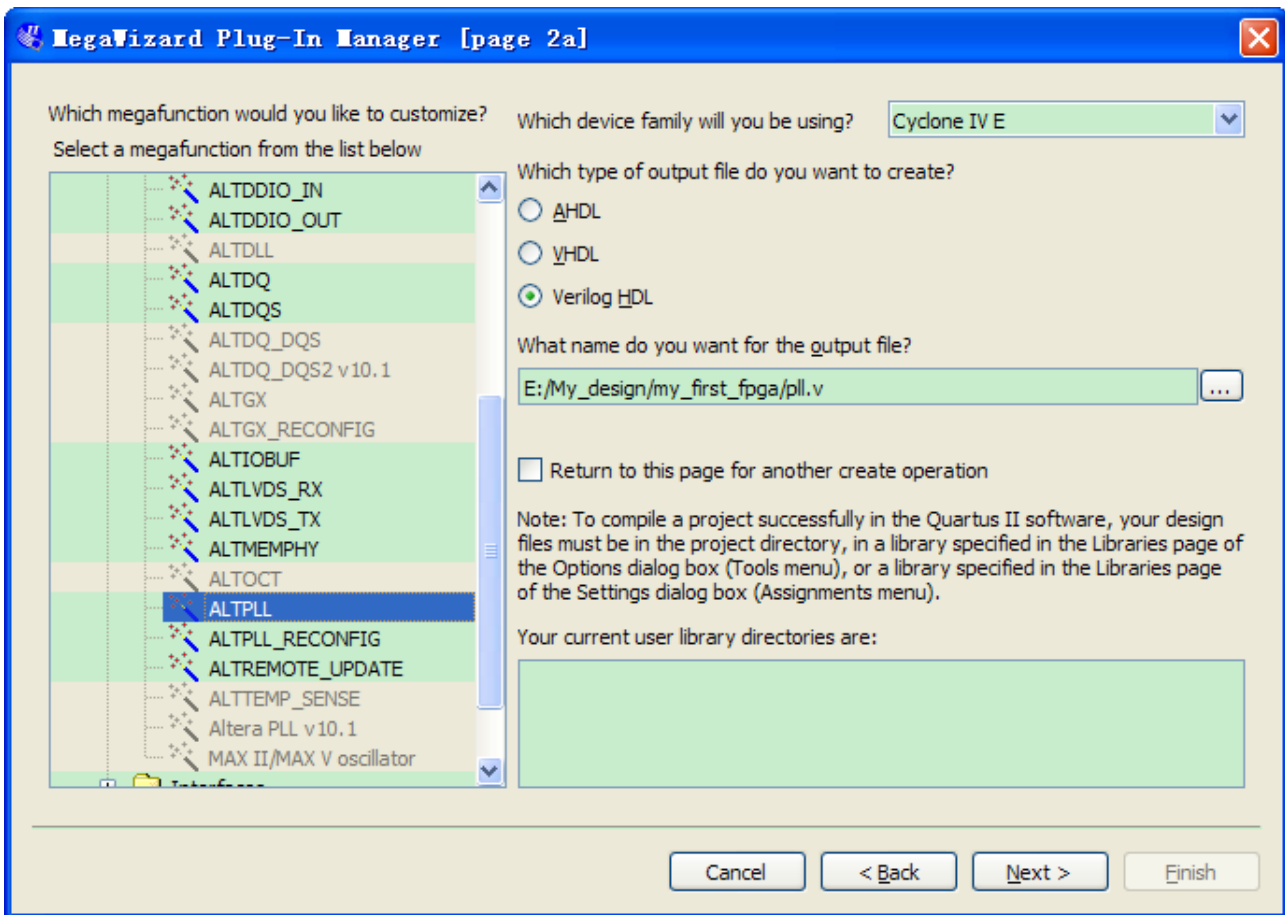 MegaWizard Plug-In Manager [page 2a]
Which megafunction would you like to customize?
Select a megafunction from the list below
ALTDDIO_IN
ALTDDIO_OUT
ALTDLL
ALTDQ
ALTDQS
ALTDQ_DQS
ALTDQ_DQS2 v10.1
ALTGX
ALTGX_RECONFIG
ALTIOBUF
ALTLVDS_RX
ALTLVDS_TX
ALTMEMPHY
ALTOCT
ALTPLL
ALTPLL_RECONFIG
ALTREMOTE_UPDATE
ALTTEMP_SENSE
Altera PLL v10.1
MAX II/MAX V oscillator
Interfaces
Which device family will you be using?
Cyclone IV E
Which type of output file do you want to create?
AHDL
VHDL
Verilog HDL
What name do you want for the output file?
E:/My_design/my_first_fpga/pll.v
...
Return to this page for another create operation
Note: To compile a project successfully in the Quartus II software, your design
files must be in the project directory, in a library specified in the Libraries page of
the Options dialog box (Tools menu), or a library specified in the Libraries page
of the Settings dialog box (Assignments menu).
Your current user library directories are:
Cancel
< Back
Next >
Finish